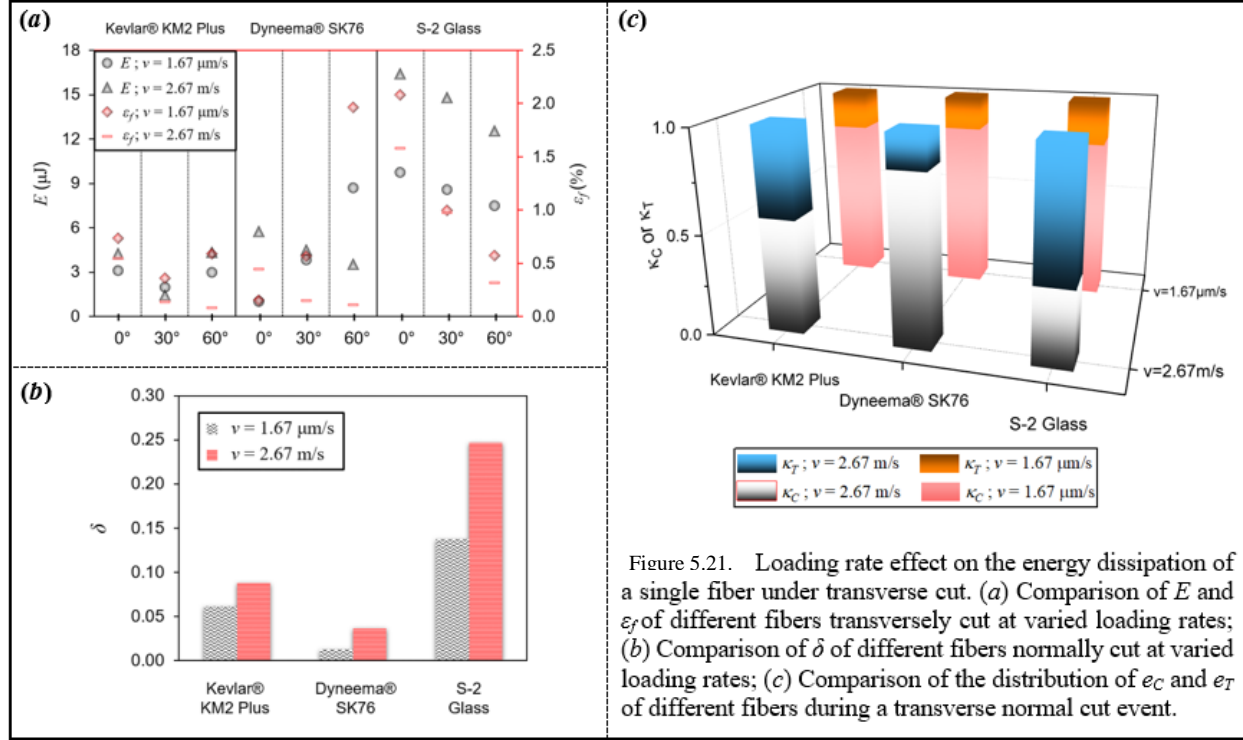 (a)
Kevlar® KM2 Plus Dyneema® SK76 S-2 Glass
18
15
12
9
6
3
0
E (μJ)
E ; v = 1.67 μm/s
E ; v = 2.67 m/s
εf; v = 1.67 μm/s
εf ; v = 2.67 m/s
2.5
2.0
1.5
1.0
0.5
0.0
εf (%)
0° 30° 60° 0° 30° 60° 0° 30° 60°
(b)
0.30
0.25
0.20
0.15
0.10
0.05
0.00
δ
v = 1.67 μm/s
v = 2.67 m/s
Kevlar®
KM2 Plus
Dyneema®
SK76
S-2
Glass
(c)
1.0
0.5
0.0
κC or κT
Kevlar® KM2 Plus
Dyneema® SK76
S-2 Glass
v=1.67μm/s
v=2.67m/s
κT ; v = 2.67 m/s
κT ; v = 1.67 μm/s
κC ; v = 2.67 m/s
κC ; v = 1.67 μm/s
Figure 5.21. Loading rate effect on the energy dissipation of
a single fiber under transverse cut. (a) Comparison of E and
εf of different fibers transversely cut at varied loading rates;
(b) Comparison of δ of different fibers normally cut at varied
loading rates; (c) Comparison of the distribution of eC and eT
of different fibers during a transverse normal cut event.